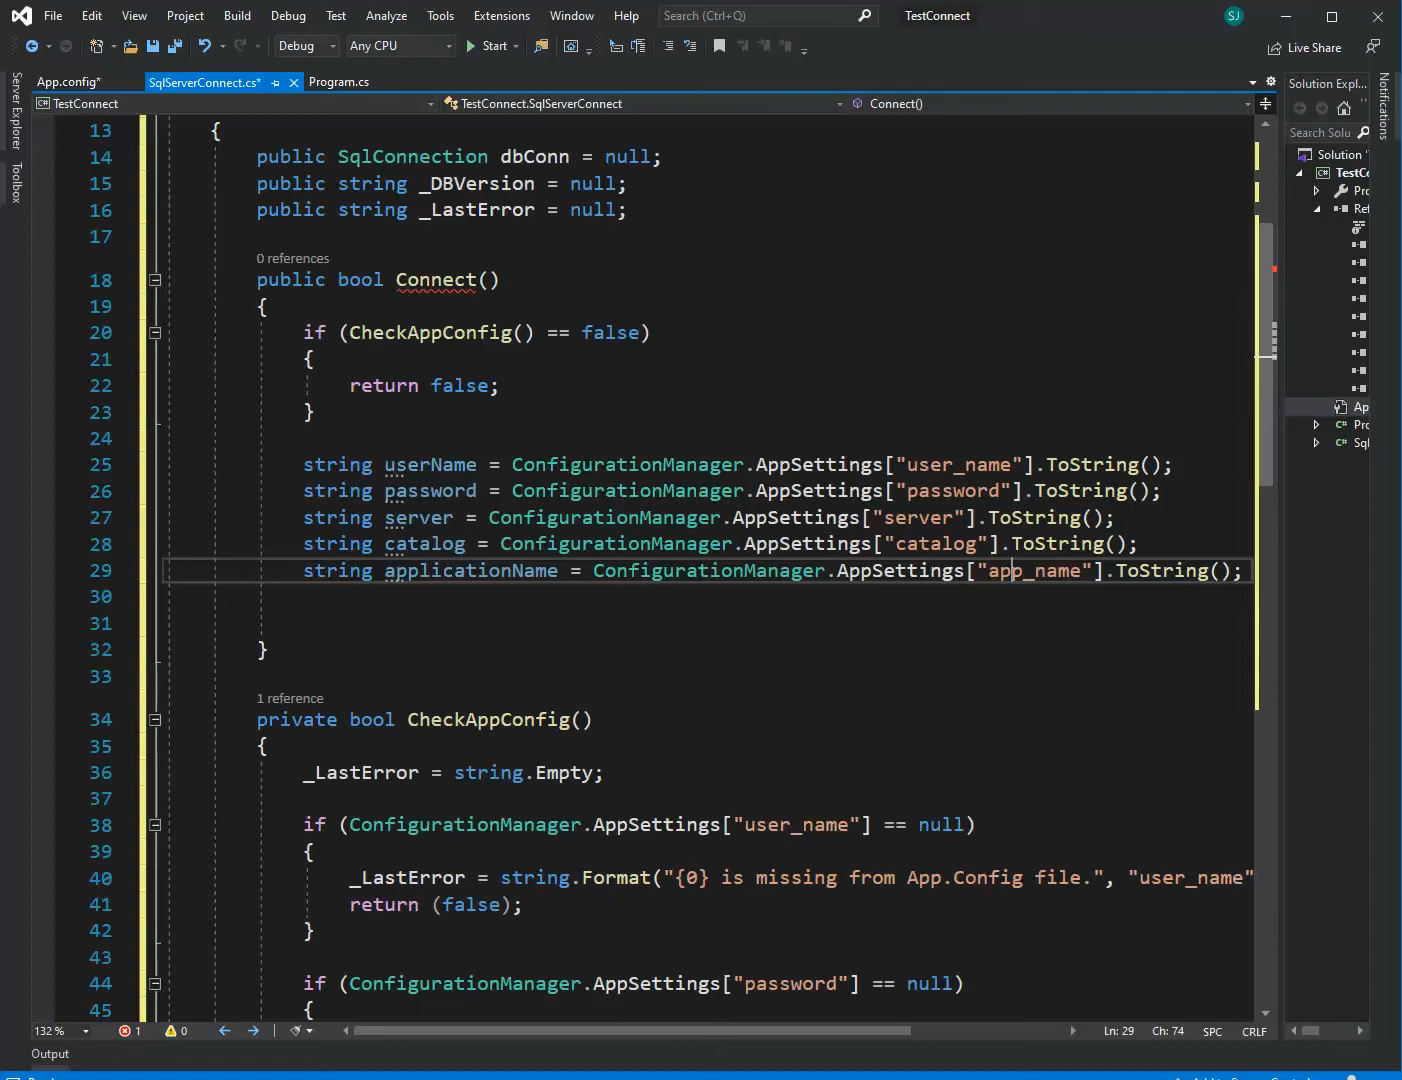 File Edit View Project Build Debug Test Analyze Tools Extensions Window Help Search (Ctrl+Q) TestConnect SJ
Debug Any CPU Start Live Share
App.config* SqlServerConnect.cs* Program.cs Solution Expl...
TestConnect TestConnect.SqlServerConnect Connect()
Server Explorer
Toolbox
Notifications
Search Solu
Solution '
TestCo
Pro
Ref
Ap
Pro
Sql
13 {
14 public SqlConnection dbConn = null;
15 public string _DBVersion = null;
16 public string _LastError = null;
17
0 references
18 public bool Connect()
19 {
20 if (CheckAppConfig() == false)
21 {
22 return false;
23 }
24
25 string userName = ConfigurationManager.AppSettings["user_name"].ToString();
26 string password = ConfigurationManager.AppSettings["password"].ToString();
27 string server = ConfigurationManager.AppSettings["server"].ToString();
28 string catalog = ConfigurationManager.AppSettings["catalog"].ToString();
29 string applicationName = ConfigurationManager.AppSettings["app_name"].ToString();
30
31
32 }
33
1 reference
34 private bool CheckAppConfig()
35 {
36 _LastError = string.Empty;
37
38 if (ConfigurationManager.AppSettings["user_name"] == null)
39 {
40 _LastError = string.Format("{0} is missing from App.Config file.", "user_name"
41 return (false);
42 }
43
44 if (ConfigurationManager.AppSettings["password"] == null)
45 {
132 % 1 0 Ln: 29 Ch: 74 SPC CRLF
Output